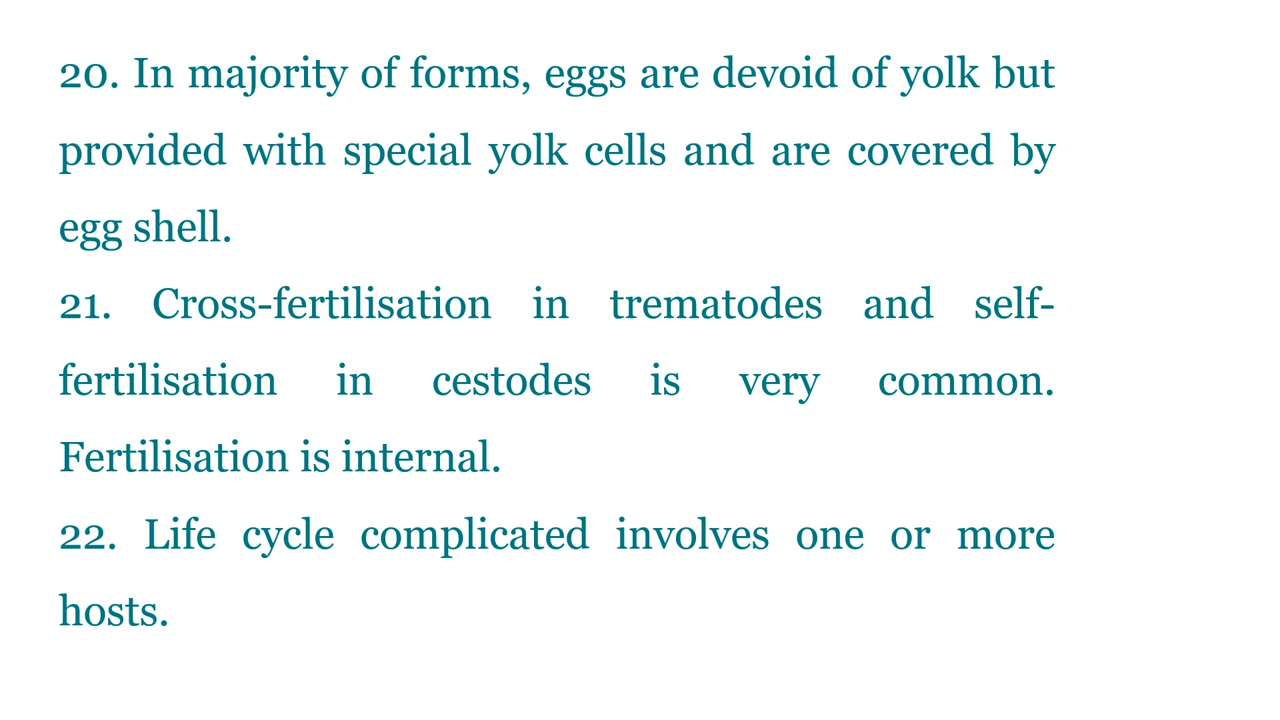 20. In majority of forms, eggs are devoid of yolk but
provided with special yolk cells and are covered by
egg shell.
21. Cross-fertilisation in trematodes and self-
fertilisation in cestodes is very common.
Fertilisation is internal.
22. Life cycle complicated involves one or more
hosts.